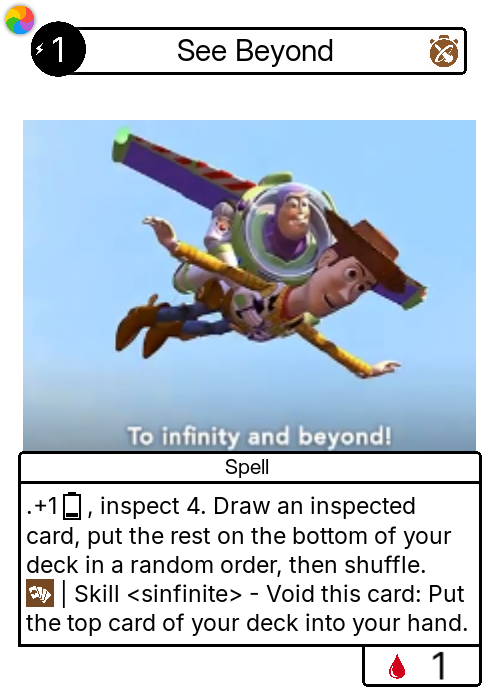 1
See Beyond
To infinity and beyond!
Spell
.+1 , inspect 4. Draw an inspected
card, put the rest on the bottom of your
deck in a random order, then shuffle.
| Skill <sinfinite> - Void this card: Put
the top card of your deck into your hand.
1